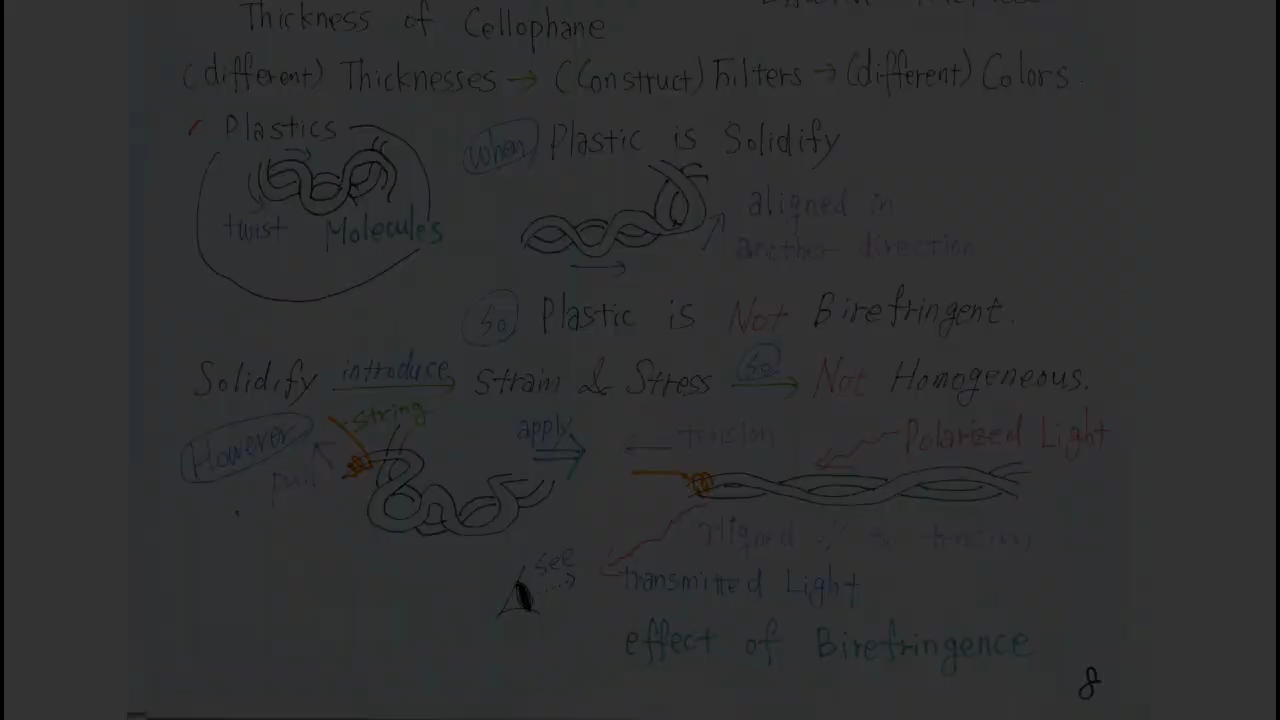 Thickness of Cellophane
(different) Thicknesses → (Construct) Filters → (different) Colors.
Plastics
twist Molecules
when Plastic is Solidify
aligned in
another direction
So Plastic is Not Birefringent.
Solidify introduce Strain & Stress so Not Homogeneous.
However
pull
string
apply
tension
Polarized Light
aligned
see
transmitted Light
effect of Birefringence
8